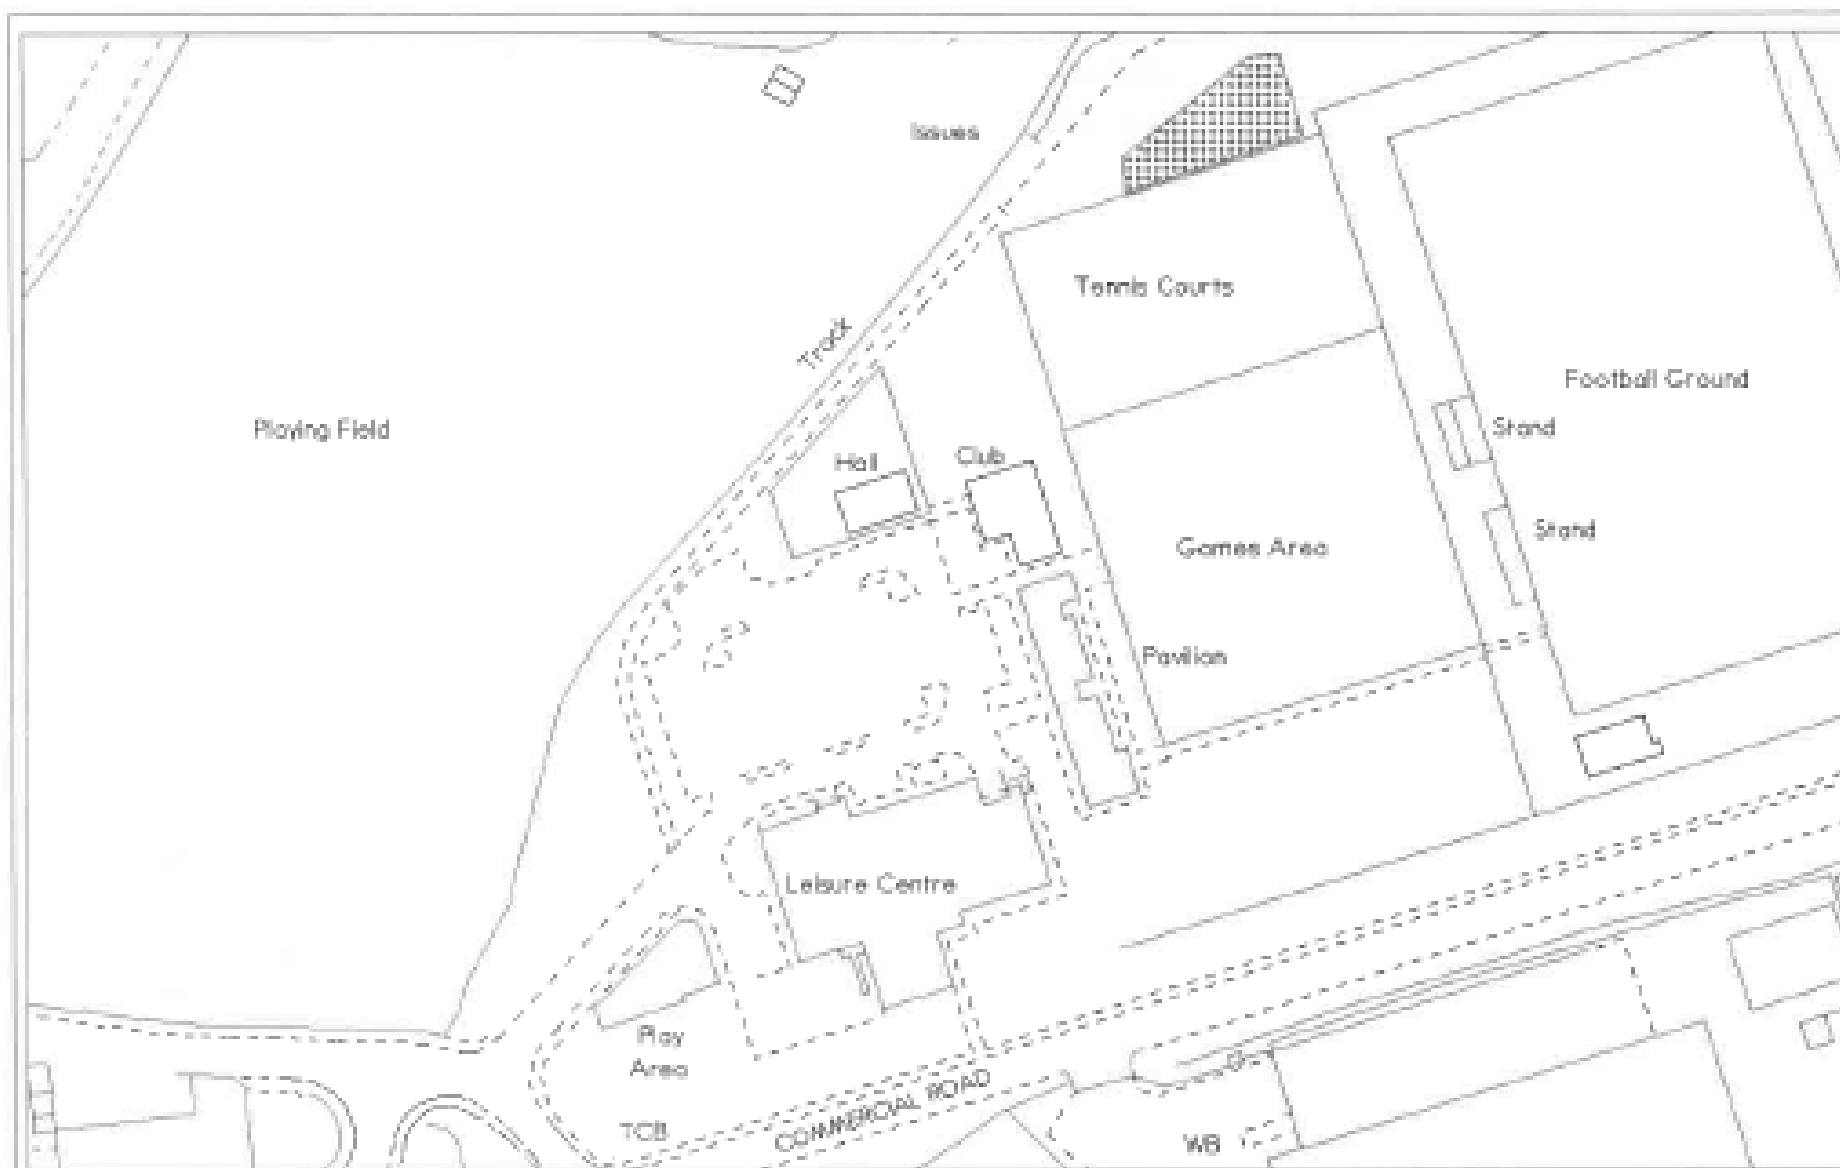 Issues
Tennis Courts
Track
Football Ground
Playing Field
Stand
Hall
Club
Stand
Games Area
Pavilion
Leisure Centre
Play
Area
COMMERCIAL ROAD
TCB
WB